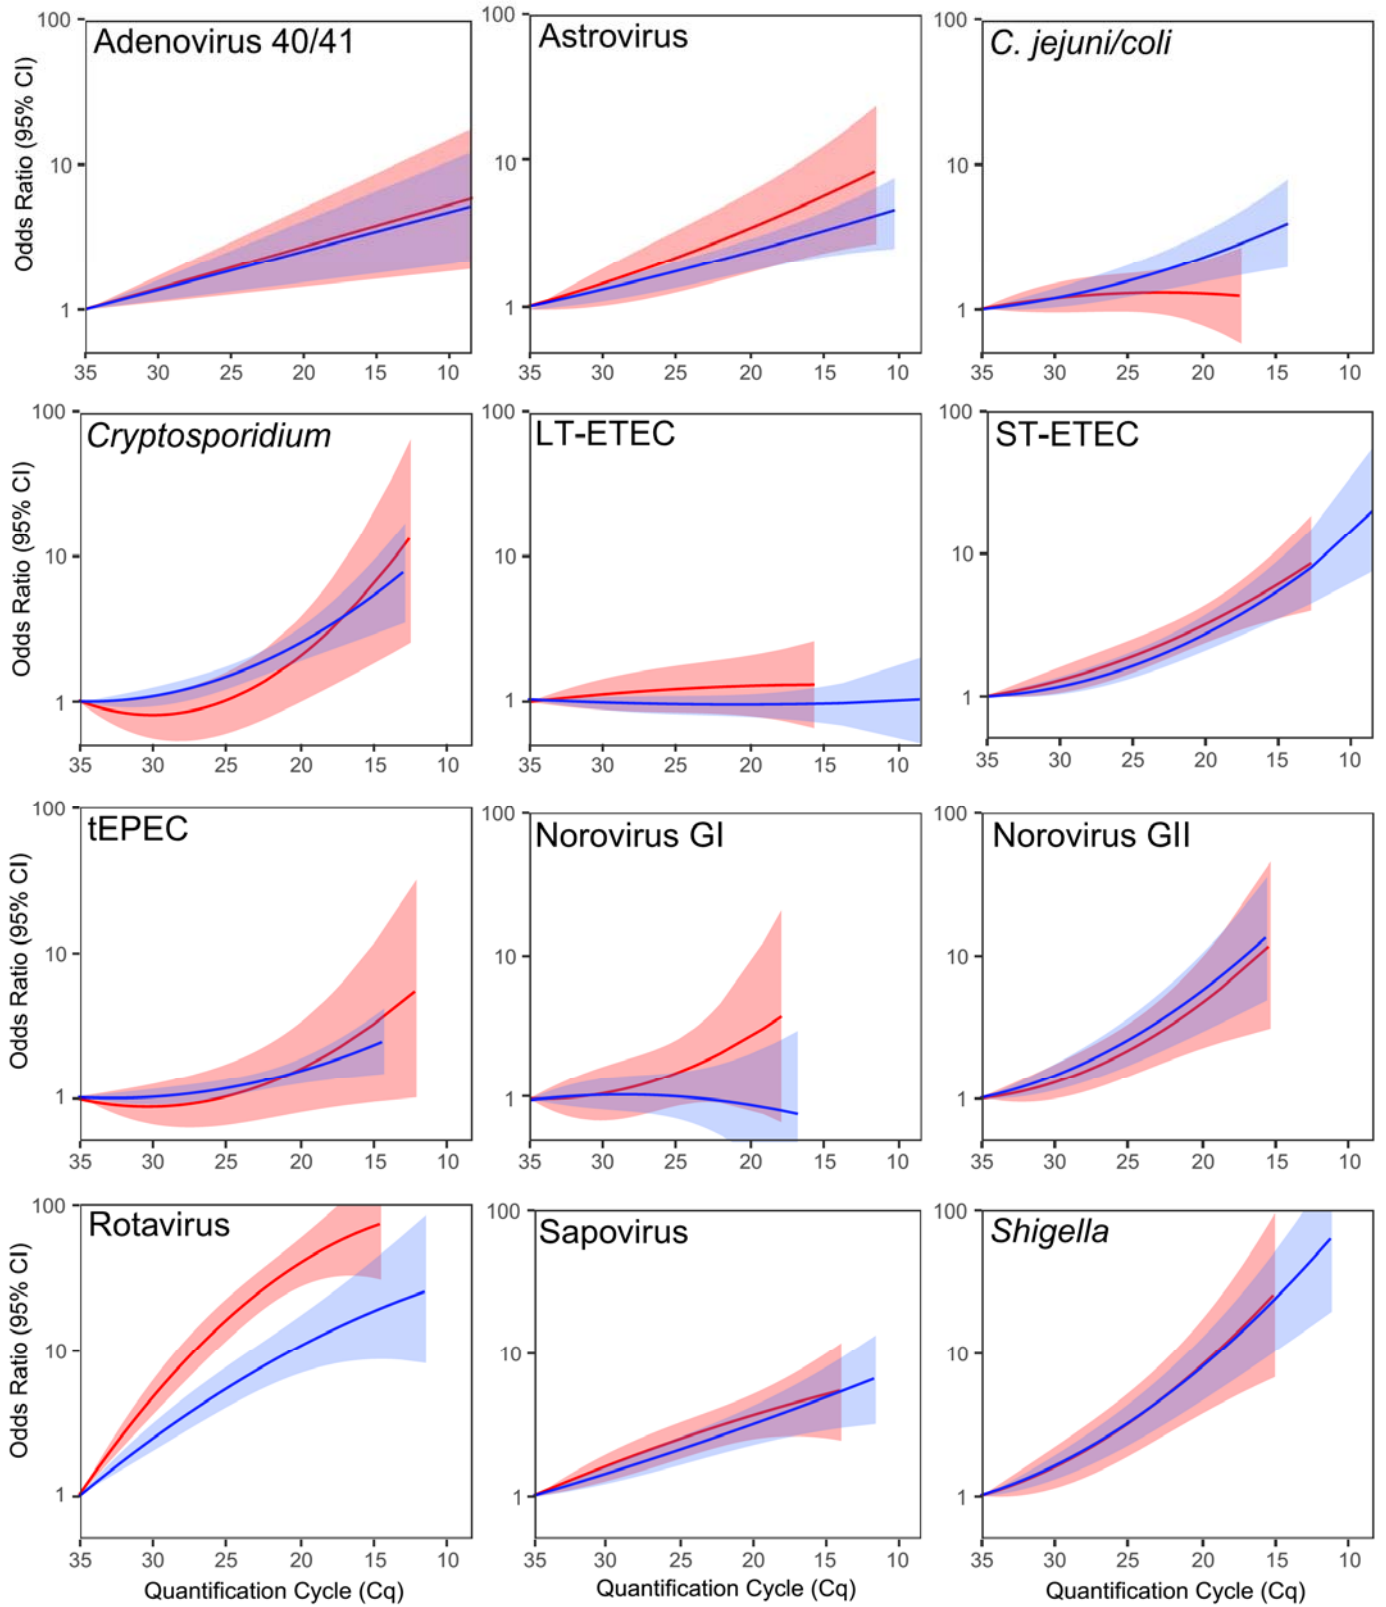 Adenovirus 40/41
Astrovirus
C. jejuni/coli
Odds Ratio (95% CI)
100
10
1
100
10
1
100
10
1
35 30 25 20 15 10
35 30 25 20 15 10
35 30 25 20 15 10
Cryptosporidium
LT-ETEC
ST-ETEC
Odds Ratio (95% CI)
100
10
1
100
10
1
100
10
1
35 30 25 20 15 10
35 30 25 20 15 10
35 30 25 20 15 10
tEPEC
Norovirus GI
Norovirus GII
Odds Ratio (95% CI)
100
10
1
100
10
1
100
10
1
35 30 25 20 15 10
35 30 25 20 15 10
35 30 25 20 15 10
Rotavirus
Sapovirus
Shigella
Odds Ratio (95% CI)
100
10
1
100
10
1
100
10
1
35 30 25 20 15 10
35 30 25 20 15 10
35 30 25 20 15 10
Quantification Cycle (Cq)
Quantification Cycle (Cq)
Quantification Cycle (Cq)